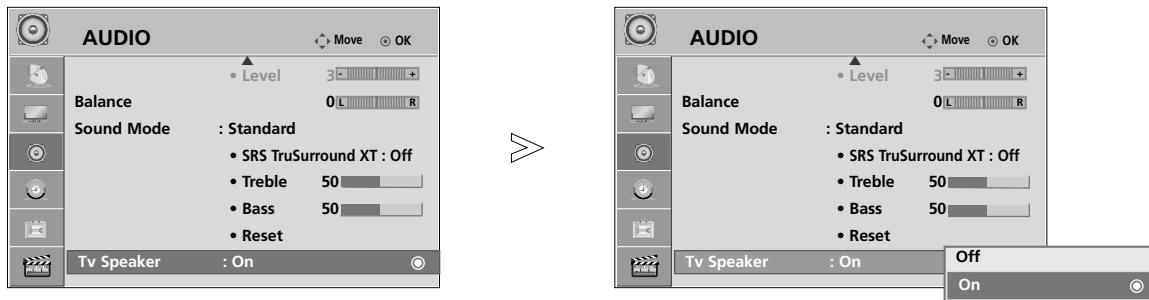 AUDIO
Move
OK
• Level 3 - +
Balance 0 L R
Sound Mode : Standard
• SRS TruSurround XT : Off
• Treble 50
• Bass 50
• Reset
Tv Speaker : On
AUDIO
Move
OK
• Level 3 - +
Balance 0 L R
Sound Mode : Standard
• SRS TruSurround XT : Off
• Treble 50
• Bass 50
• Reset
Tv Speaker : On
Off
On